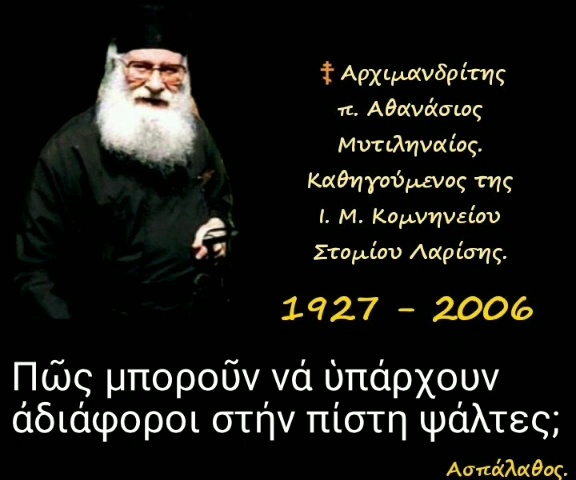 ☦ Αρχιμανδρίτης
π. Αθανάσιος
Μυτιληναίος.
Καθηγούμενος της
Ι. Μ. Κομνηνείου
Στομίου Λαρίσης.
1927 - 2006
Πῶς μποροῦν νά ὑπάρχουν
ἀδιάφοροι στήν πίστη ψάλτες;
Ασπάλαθος.